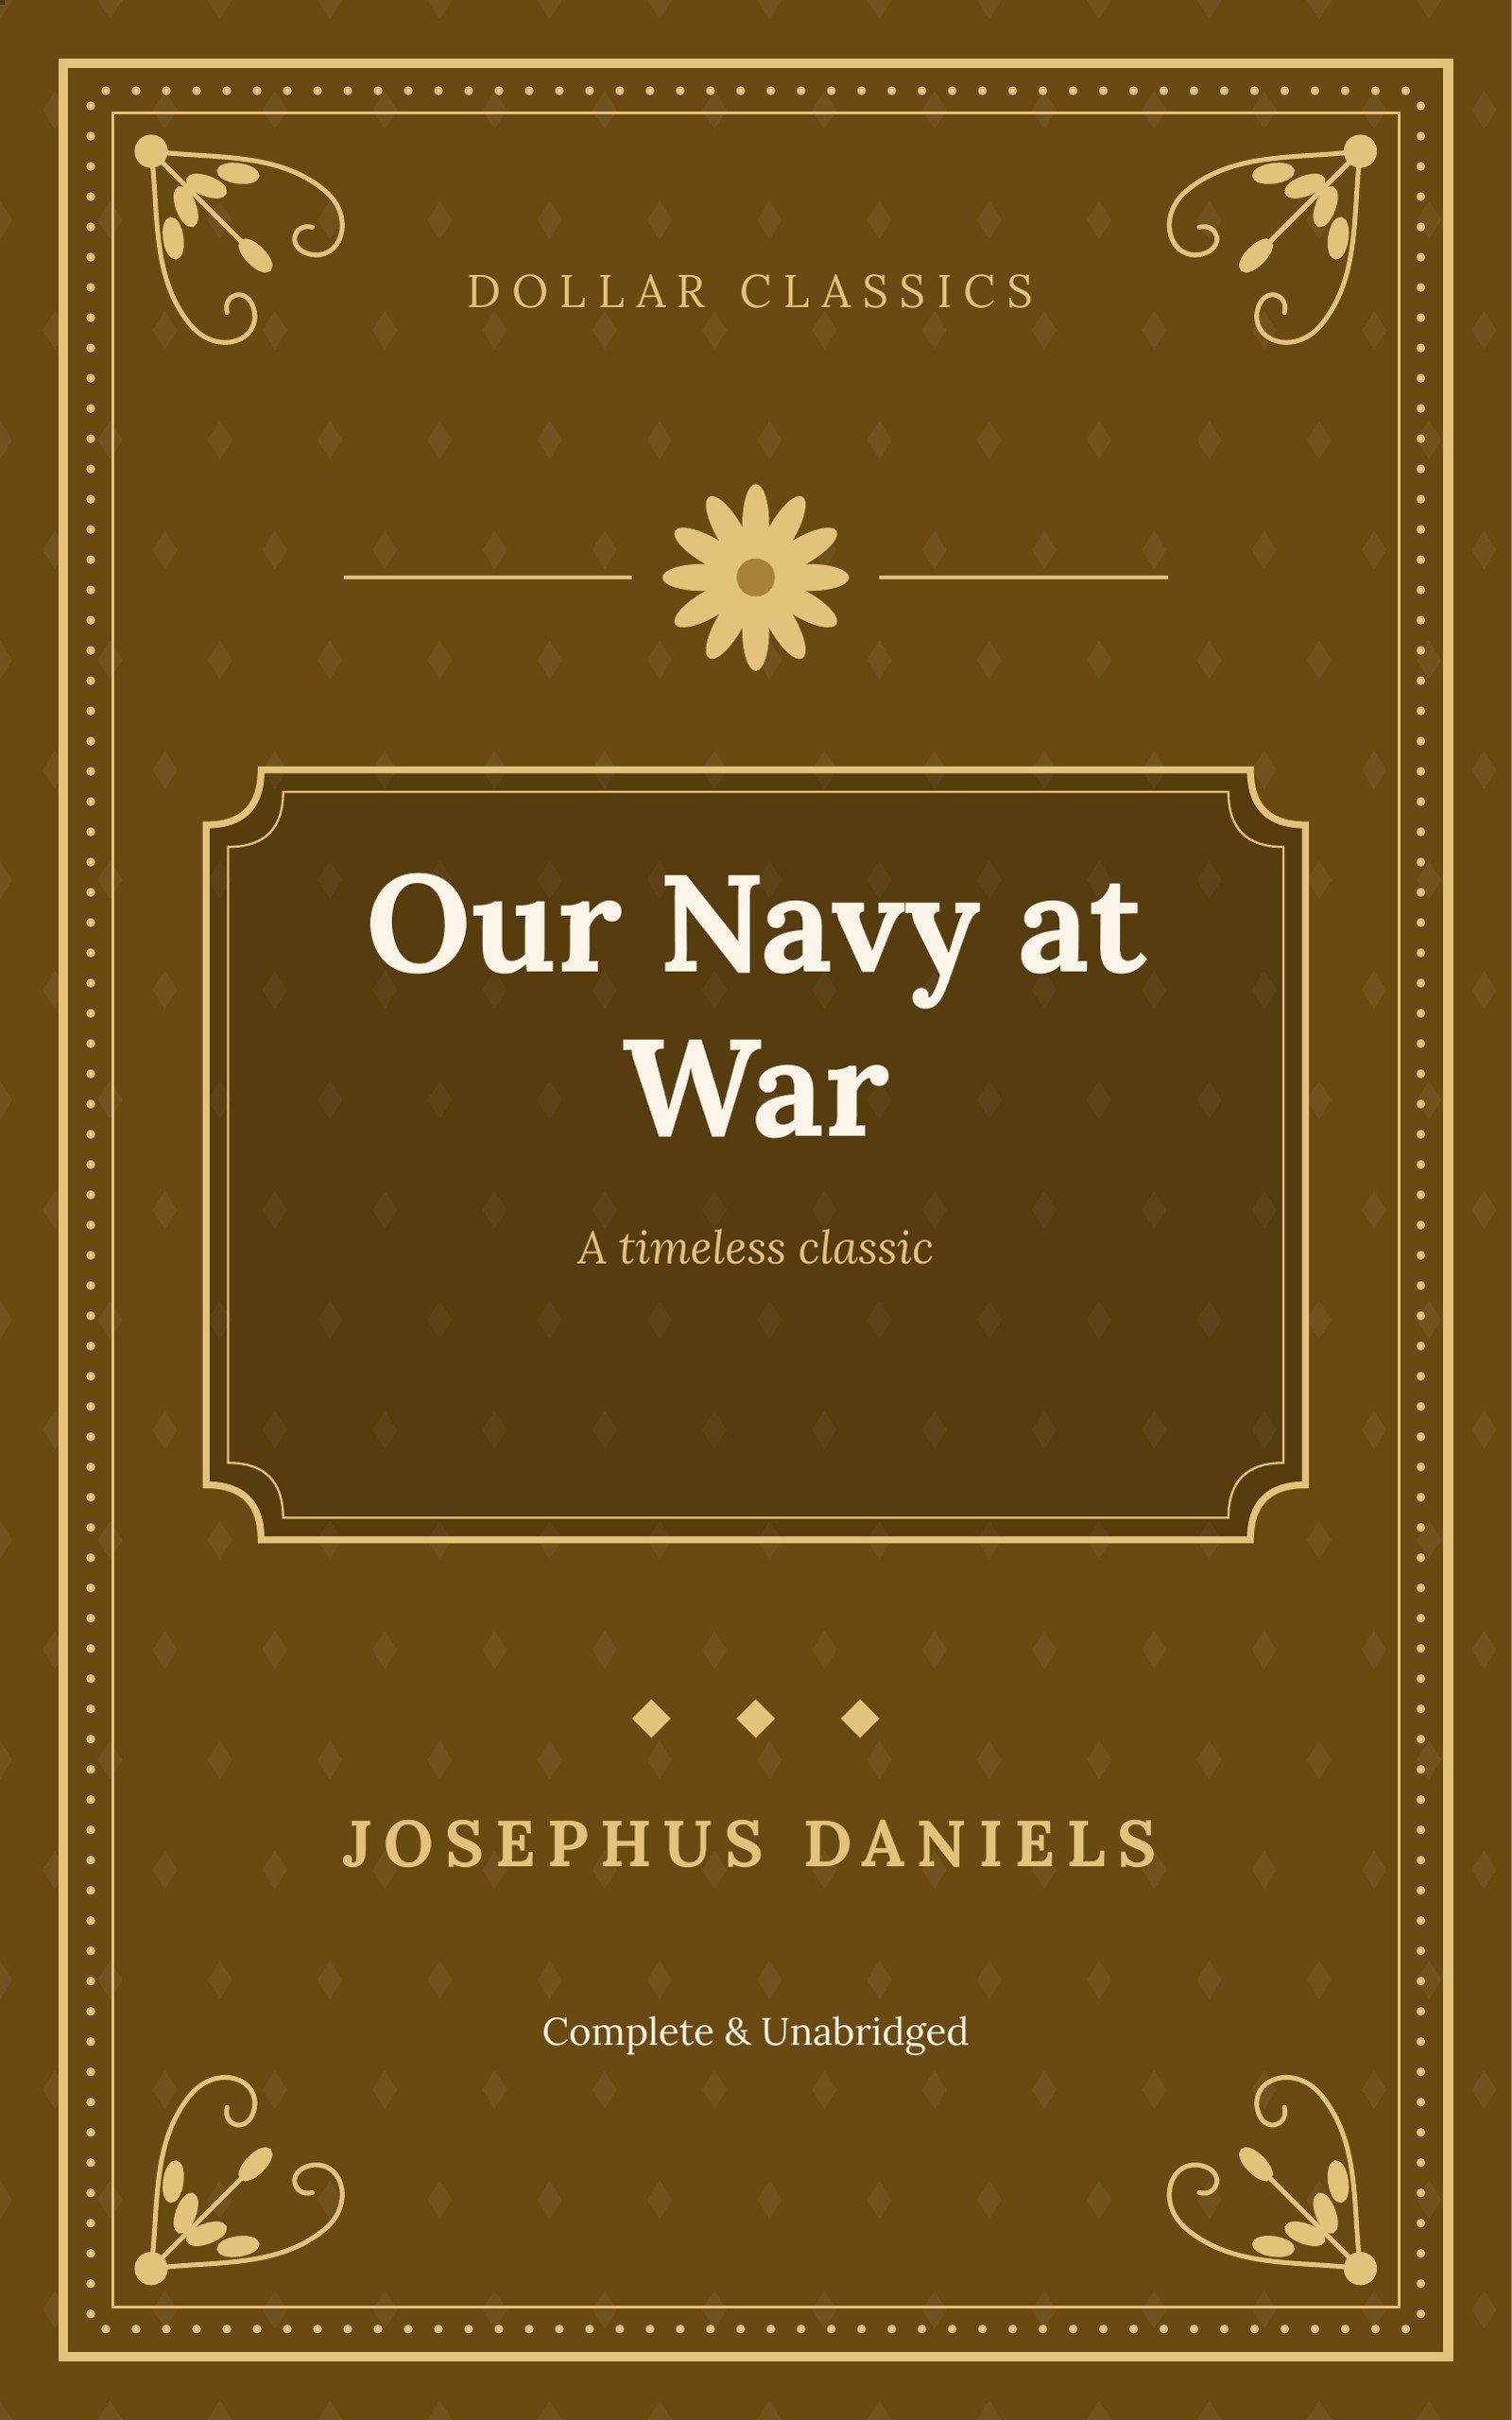 DOLLAR CLASSICS
Our Navy at
War
A timeless classic
JOSEPHUS DANIELS
Complete & Unabridged